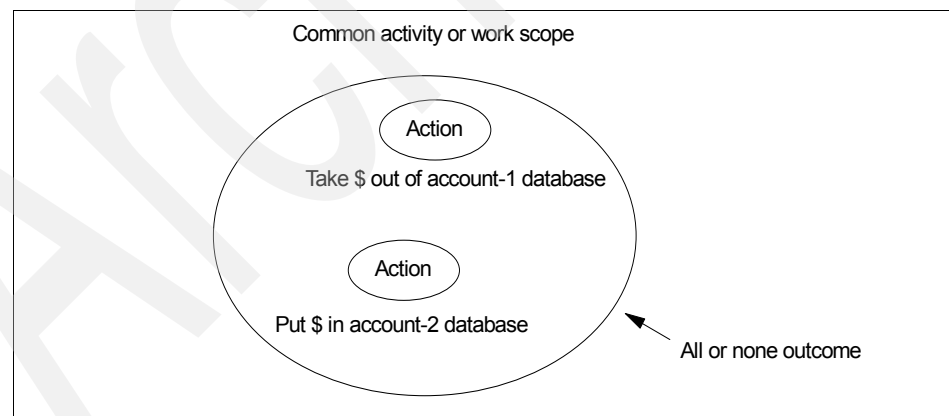 Common activity or work scope
Action
Take $ out of account-1 database
Action
Put $ in account-2 database
All or none outcome